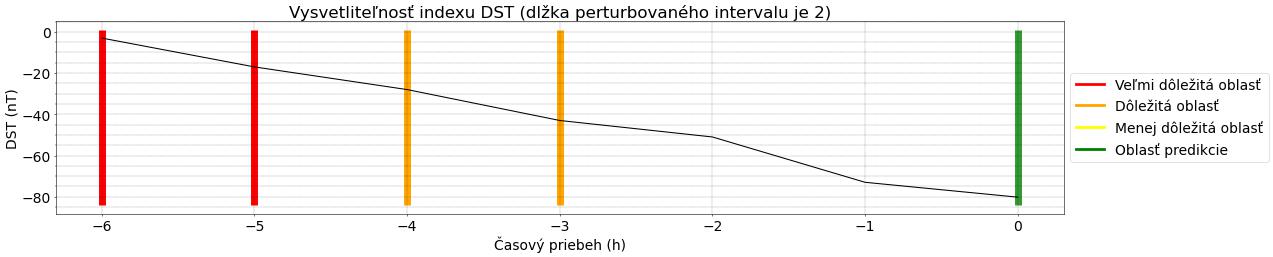 Vysvetliteľnosť indexu DST (dĺžka perturbovaného intervalu je 2)
DST (nT)
0
−20
−40
−60
−80
−6 −5 −4 −3 −2 −1 0
Časový priebeh (h)
Veľmi dôležitá oblasť
Dôležitá oblasť
Menej dôležitá oblasť
Oblasť predikcie